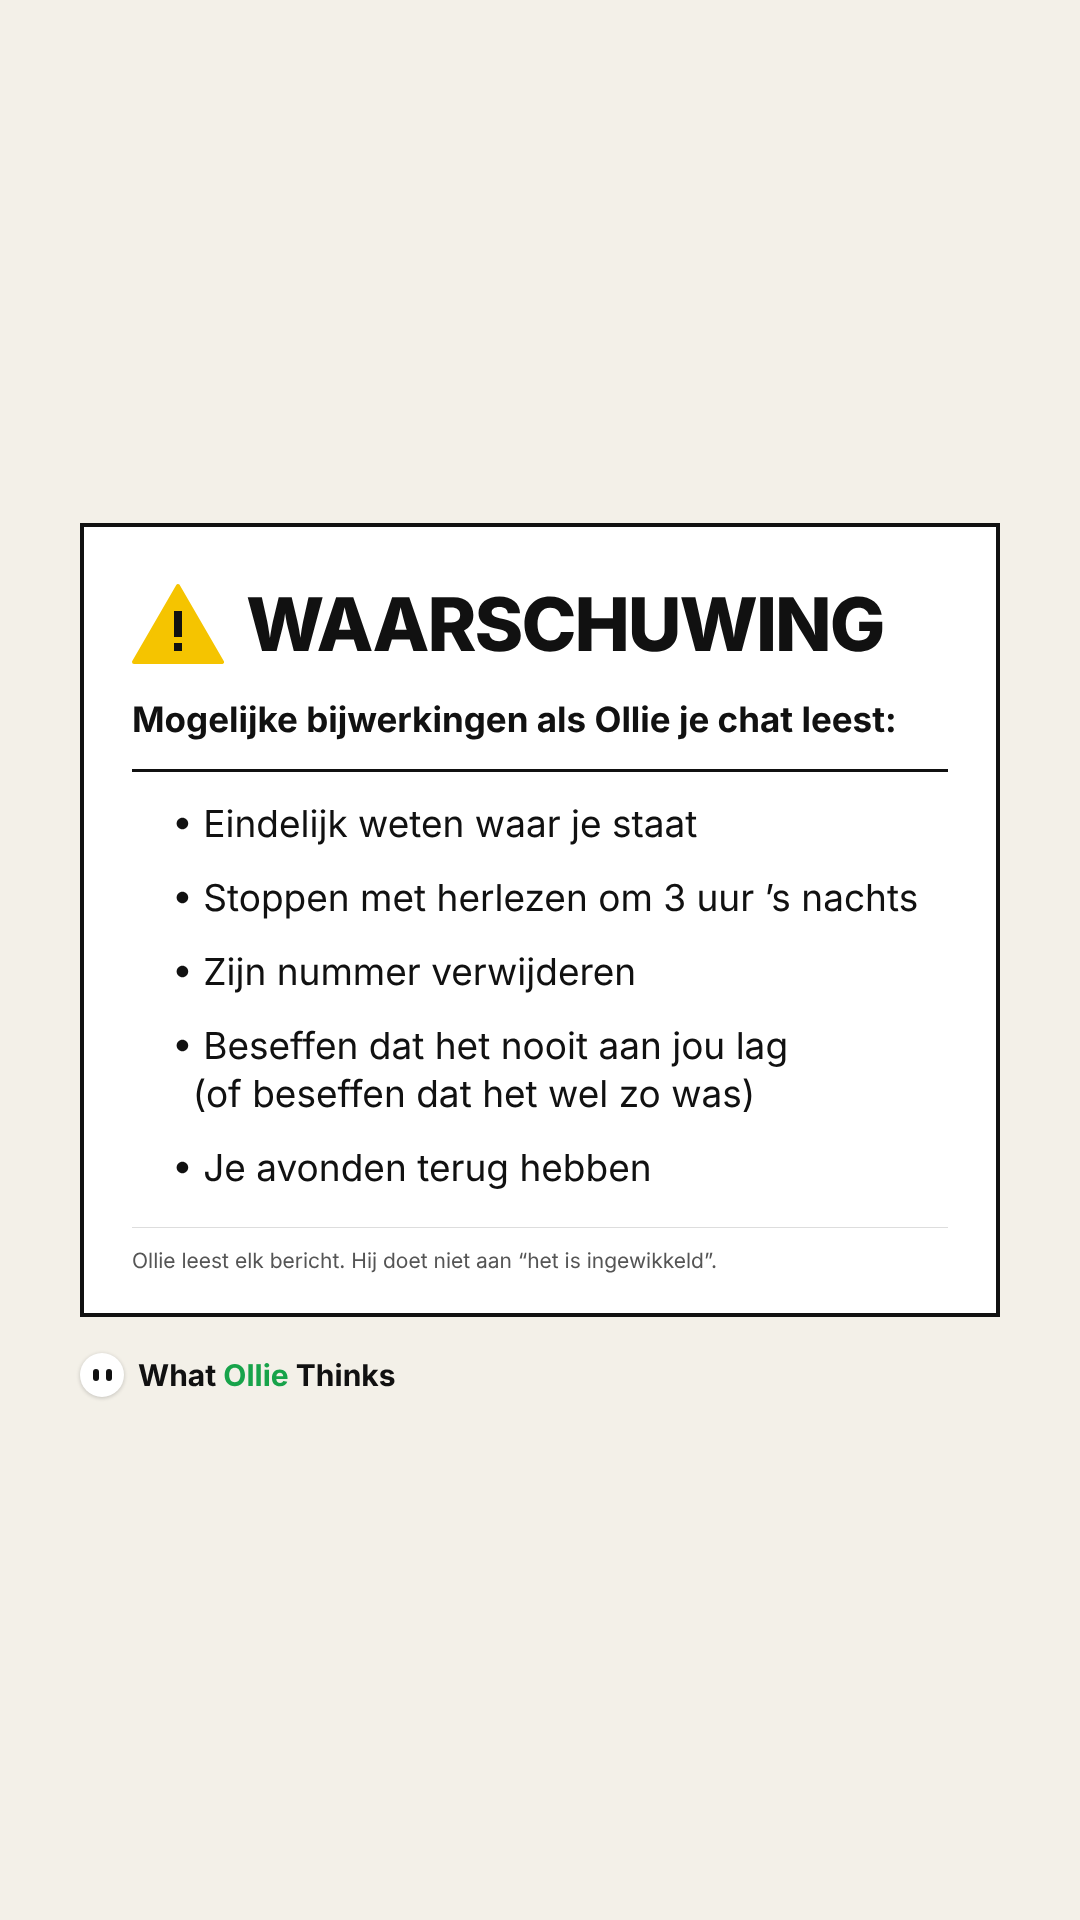 WAARSCHUWING
Mogelijke bijwerkingen als Ollie je chat leest:
• Eindelijk weten waar je staat
• Stoppen met herlezen om 3 uur ’s nachts
• Zijn nummer verwijderen
• Beseffen dat het nooit aan jou lag
(of beseffen dat het wel zo was)
• Je avonden terug hebben
Ollie leest elk bericht. Hij doet niet aan “het is ingewikkeld”.
What Ollie Thinks